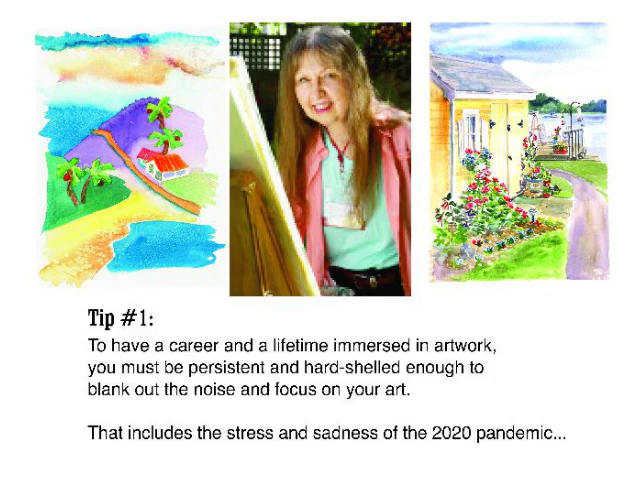 Tip #1:
To have a career and a lifetime immersed in artwork,
you must be persistent and hard-shelled enough to
blank out the noise and focus on your art.
That includes the stress and sadness of the 2020 pandemic...